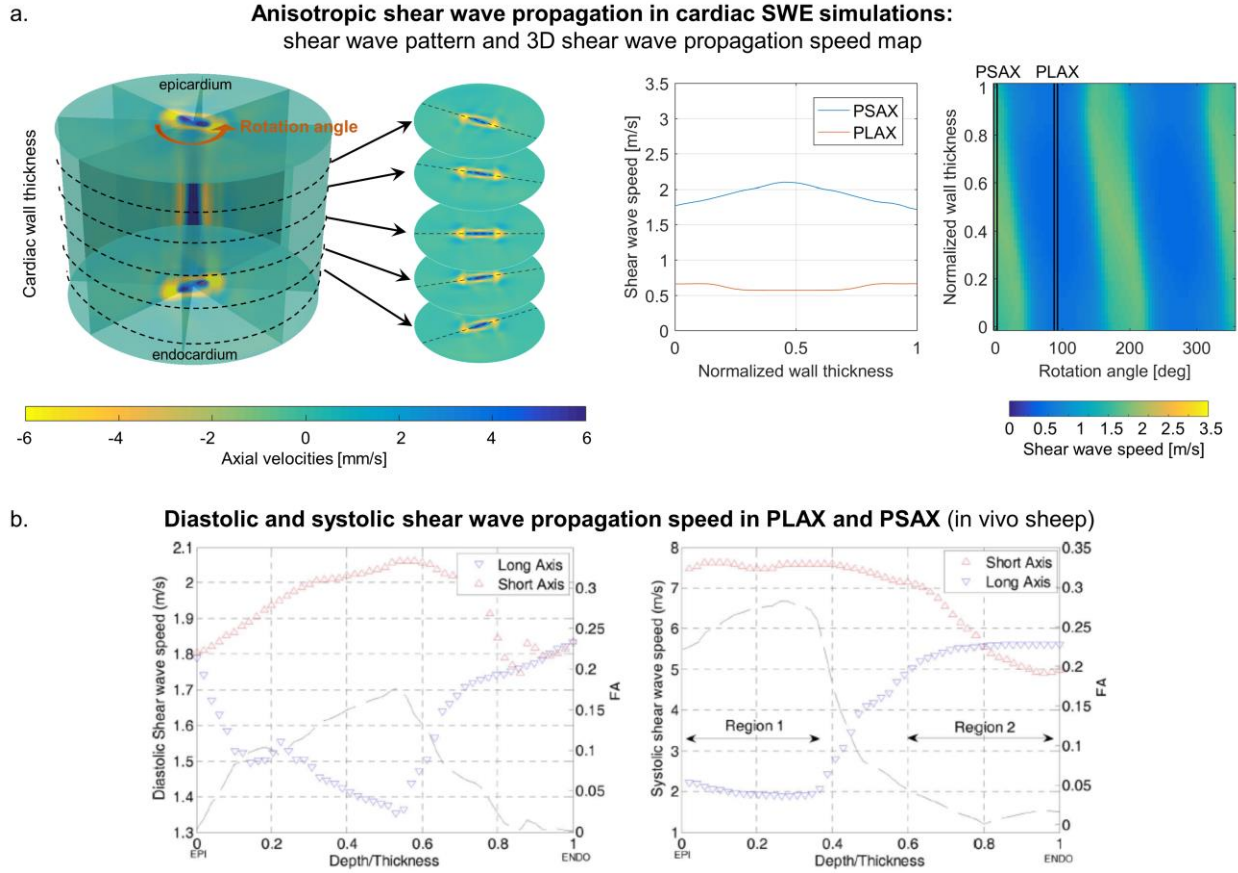 a.
Anisotropic shear wave propagation in cardiac SWE simulations:
shear wave pattern and 3D shear wave propagation speed map
Cardiac wall thickness
epicardium
Rotation angle
endocardium
-6 -4 -2 0 2 4 6
Axial velocities [mm/s]
Shear wave speed [m/s]
3.5
3
2.5
2
1.5
1
0.5
0
PSAX
PLAX
0 0.5 1
Normalized wall thickness
PSAX PLAX
Normalized wall thickness
1
0.8
0.6
0.4
0.2
0
0 100 200 300
Rotation angle [deg]
0 0.5 1 1.5 2 2.5 3 3.5
Shear wave speed [m/s]
b.
Diastolic and systolic shear wave propagation speed in PLAX and PSAX (in vivo sheep)
Diastolic Shear wave speed (m/s)
2.1
2
1.9
1.8
1.7
1.6
1.5
1.4
1.3
Long Axis
Short Axis
0.3
0.25
0.2
0.15
0.1
0.05
0
FA
0 0.2 0.4 0.6 0.8 1
EPI Depth/Thickness ENDO
Systolic shear wave speed (m/s)
8
7
6
5
4
3
2
1
Short Axis
Long Axis
Region 1
Region 2
0.35
0.3
0.25
0.2
0.15
0.1
0.05
0
FA
0 0.2 0.4 0.6 0.8 1
EPI Depth/Thickness ENDO